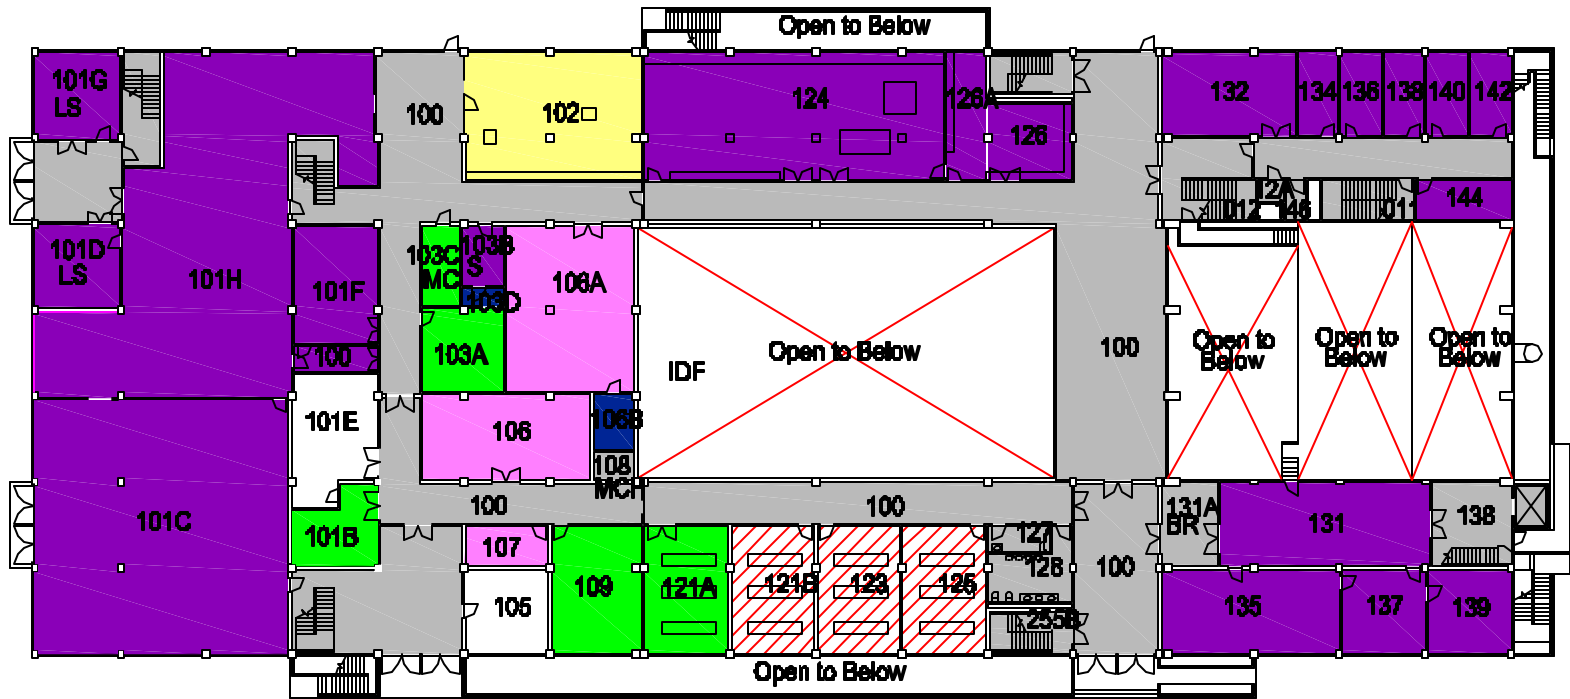 Open to Below
101G
LS
100
102
124
126A
126
132
134
136
138
140
142
2A
012
146
011
144
101D
LS
101H
101F
100
103C
MC
103B
S
103D
106A
103A
IDF
Open to Below
100
Open to
Below
Open to
Below
Open to
Below
101E
106
106B
108
MCH
101C
101B
100
100
107
109
105
121A
121B
123
125
127
128
255B
100
131A
BR
131
138
135
137
139
Open to Below